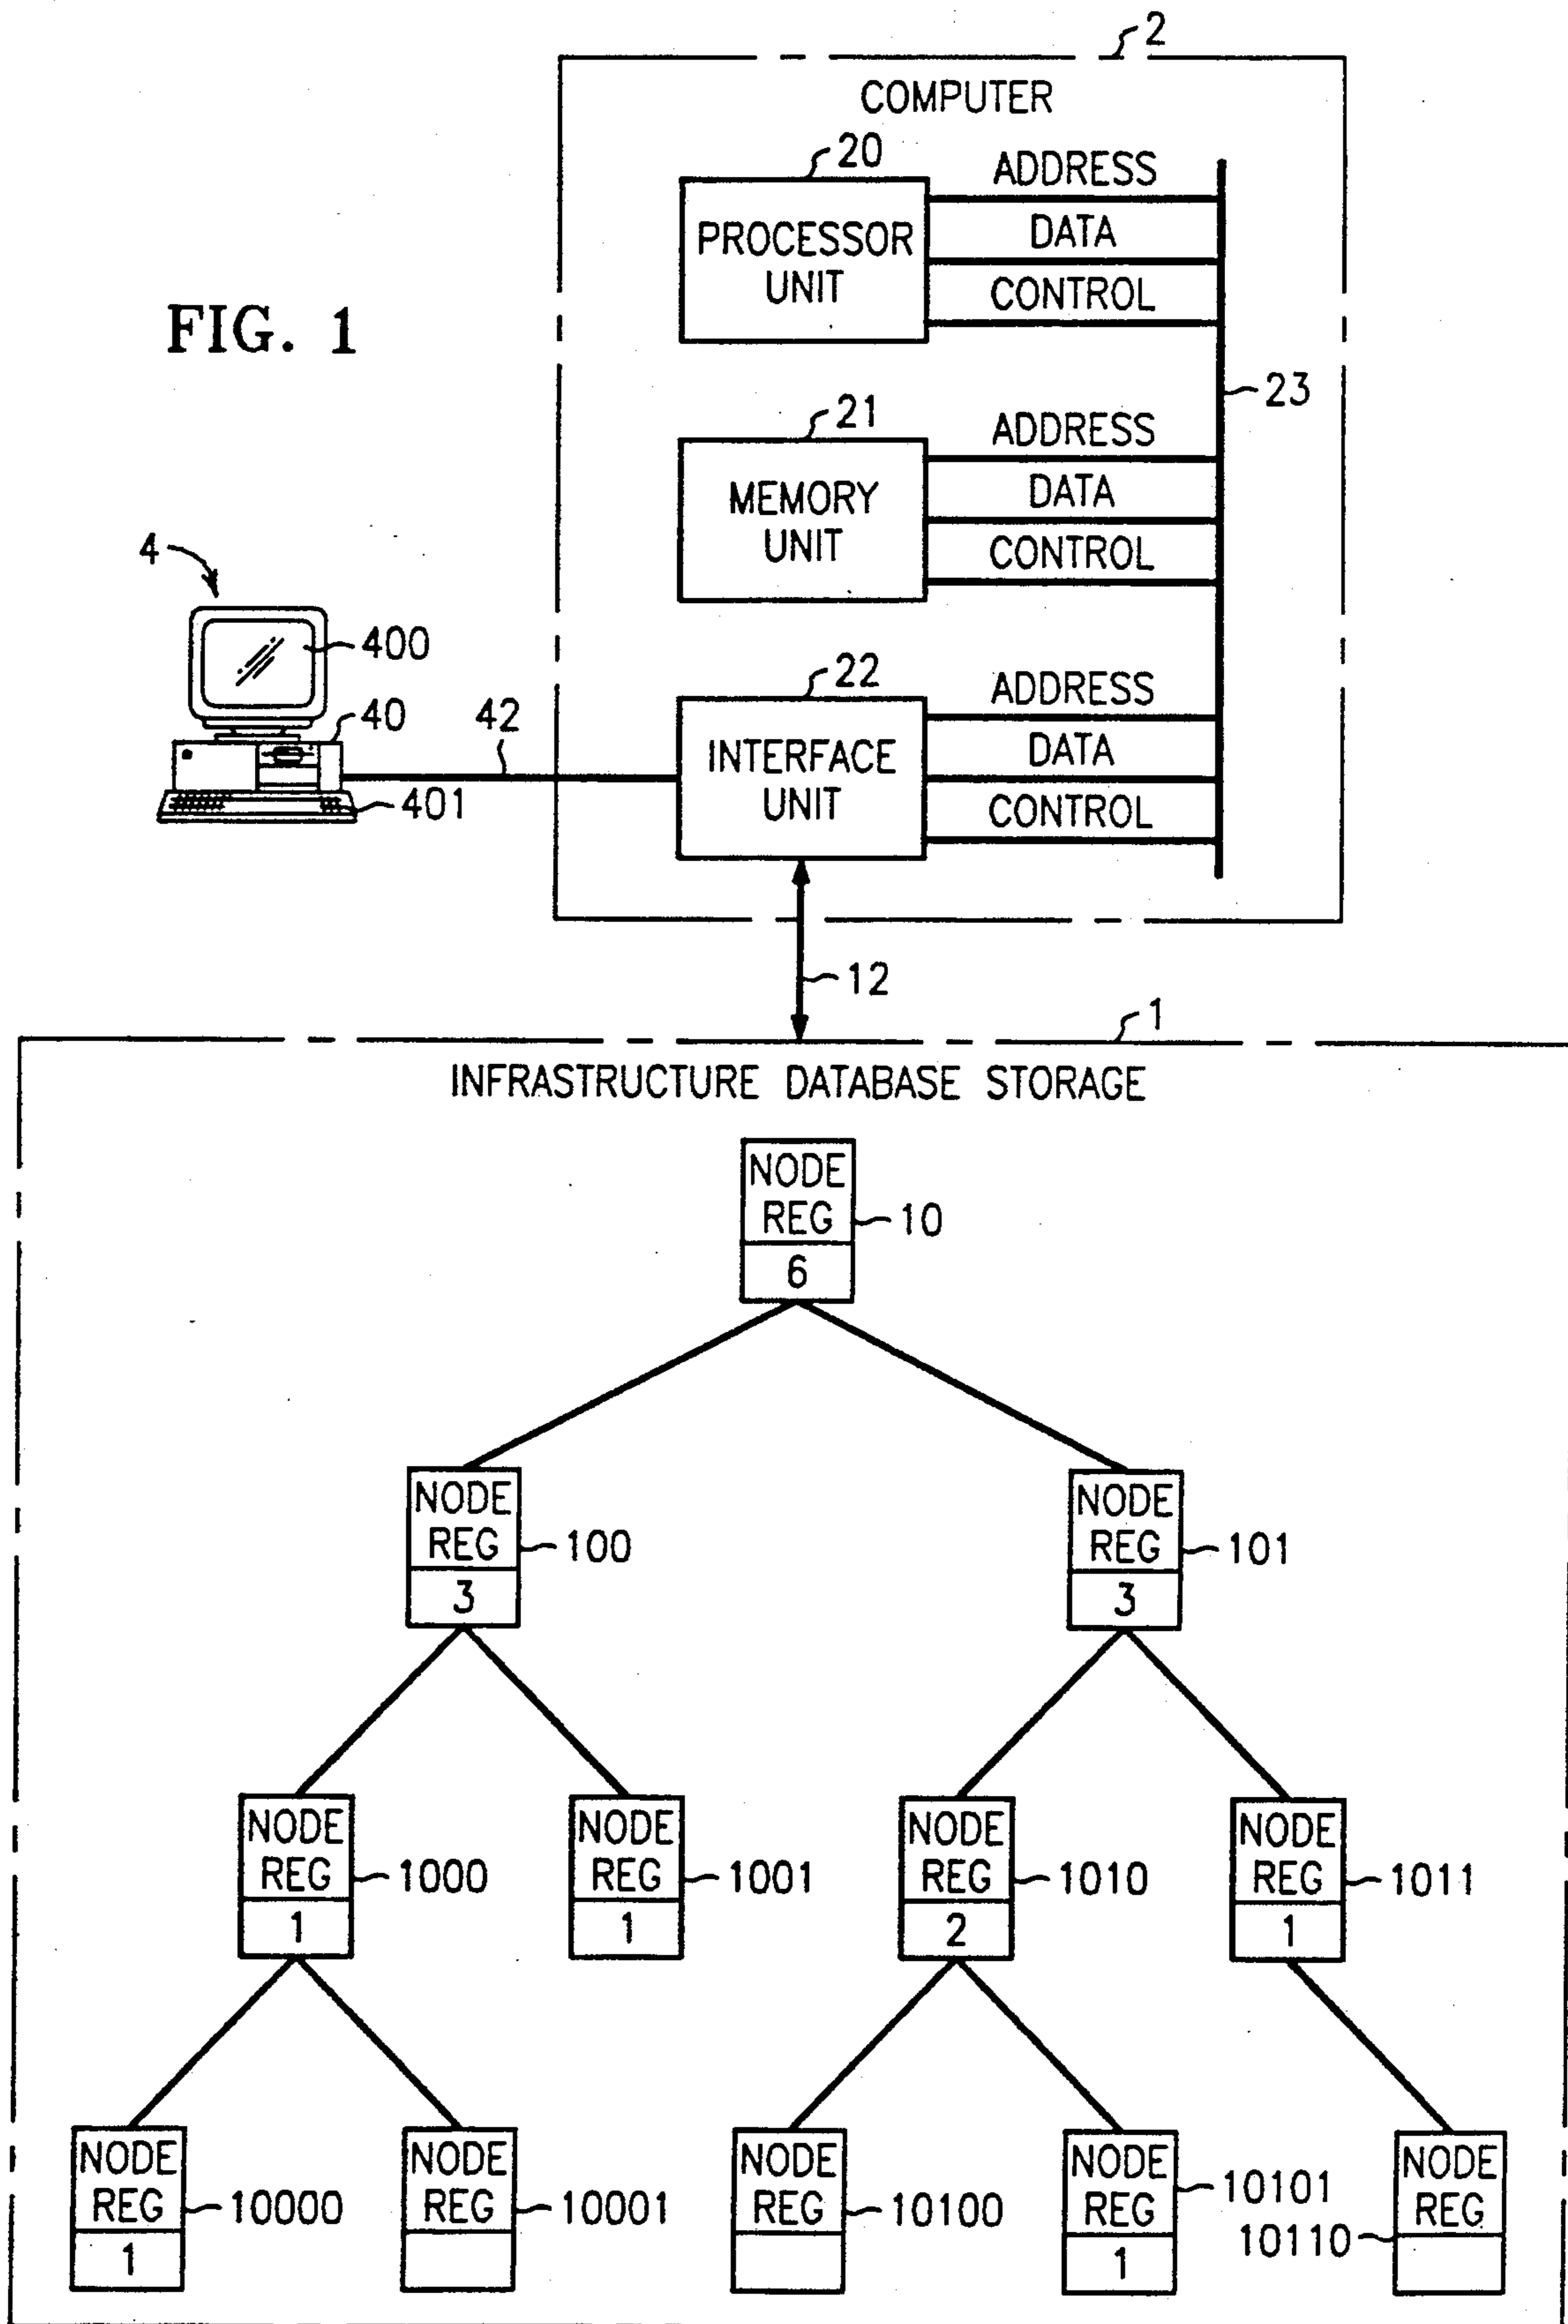 2
COMPUTER
20
ADDRESS
PROCESSOR
UNIT
DATA
CONTROL
FIG. 1
23
21
ADDRESS
MEMORY
UNIT
DATA
CONTROL
4
400
22
ADDRESS
40
42
INTERFACE
UNIT
DATA
401
CONTROL
12
1
INFRASTRUCTURE DATABASE STORAGE
NODE
REG
10
6
NODE
REG
100
3
NODE
REG
101
3
NODE
REG
1000
1
NODE
REG
1001
1
NODE
REG
1010
2
NODE
REG
1011
1
NODE
REG
10000
1
NODE
REG
10001
NODE
REG
10100
NODE
REG
10101
1
NODE
REG
10110